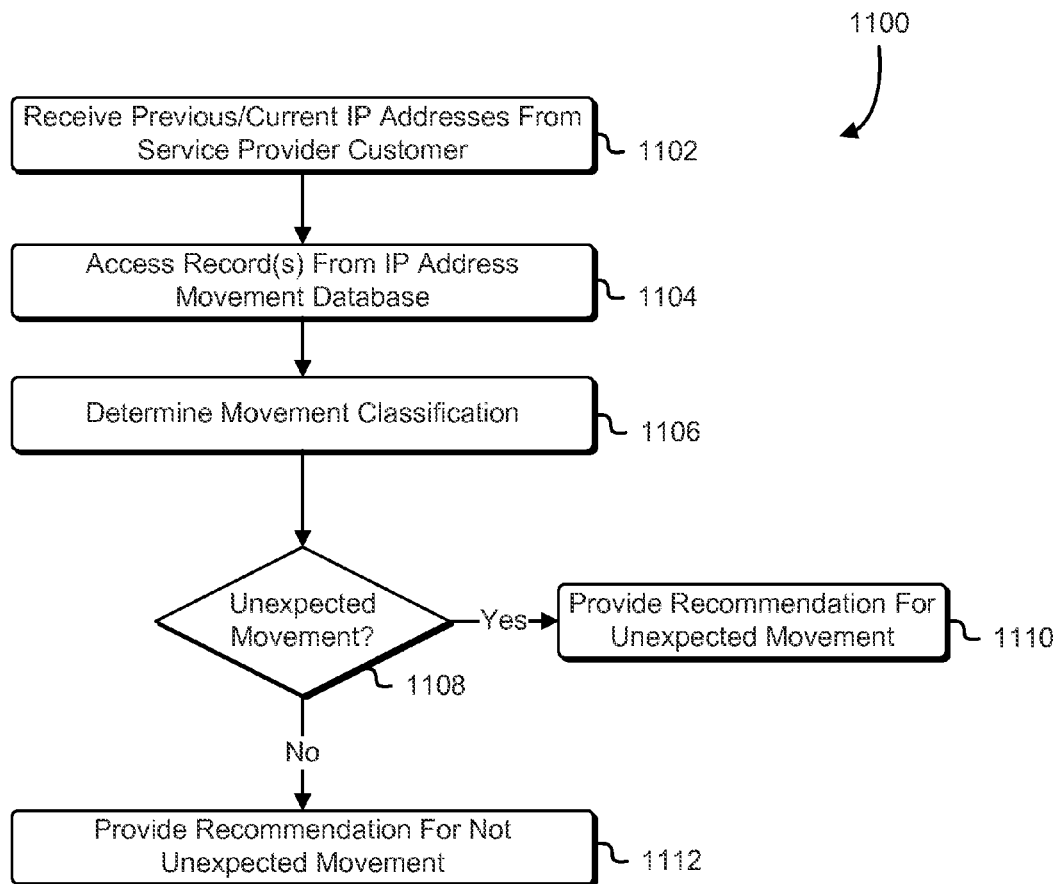 1100
Receive Previous/Current IP Addresses From
Service Provider Customer
1102
Access Record(s) From IP Address
Movement Database
1104
Determine Movement Classification
1106
Unexpected
Movement?
1108
Yes
Provide Recommendation For
Unexpected Movement
1110
No
Provide Recommendation For Not
Unexpected Movement
1112